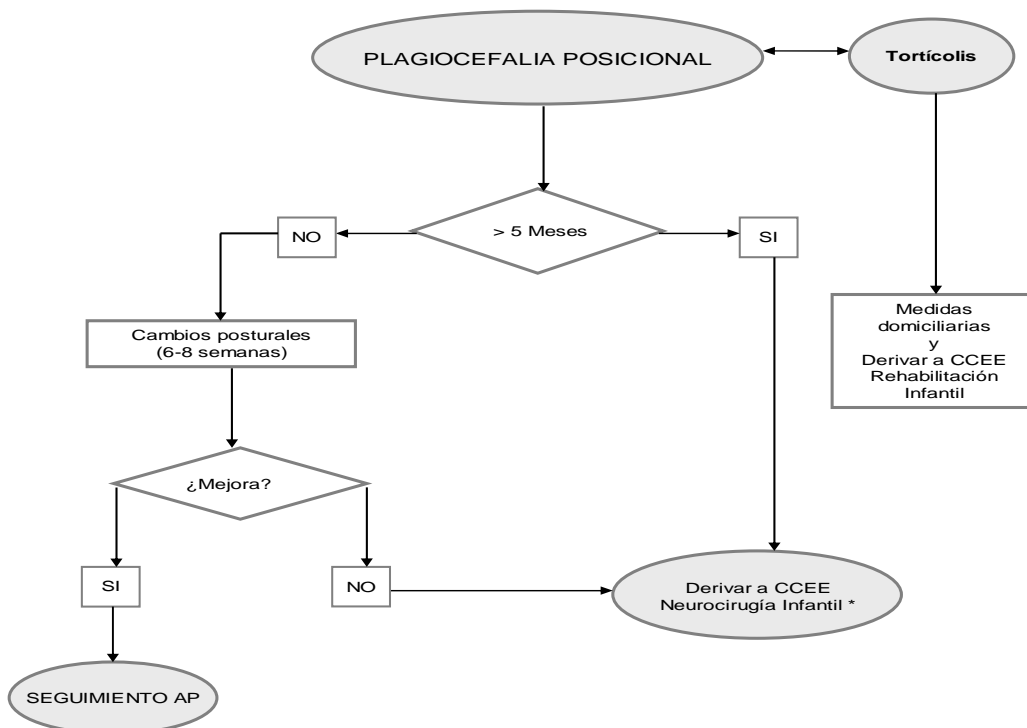 PLAGIOCEFALIA POSICIONAL
Tortícolis
> 5 Meses
NO
SI
Cambios posturales
(6-8 semanas)
Medidas
domiciliarias
y
Derivar a CCEE
Rehabilitación
Infantil
¿Mejora?
SI
NO
Derivar a CCEE
Neurocirugía Infantil *
SEGUIMIENTO AP